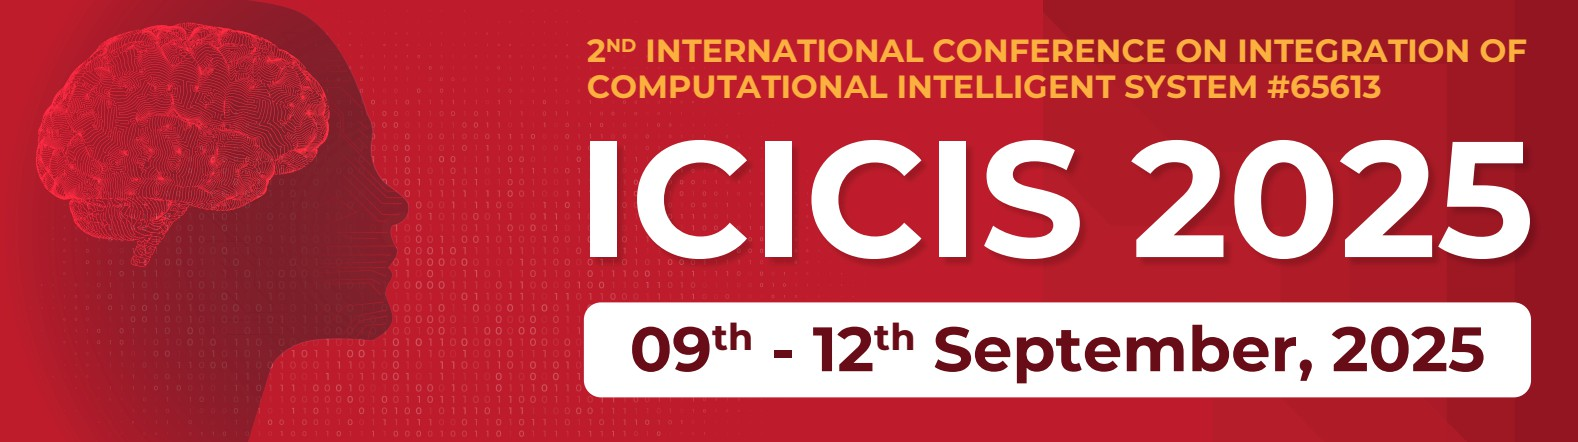 2ND INTERNATIONAL CONFERENCE ON INTEGRATION OF
COMPUTATIONAL INTELLIGENT SYSTEM #65613
ICICIS 2025
09th - 12th September, 2025